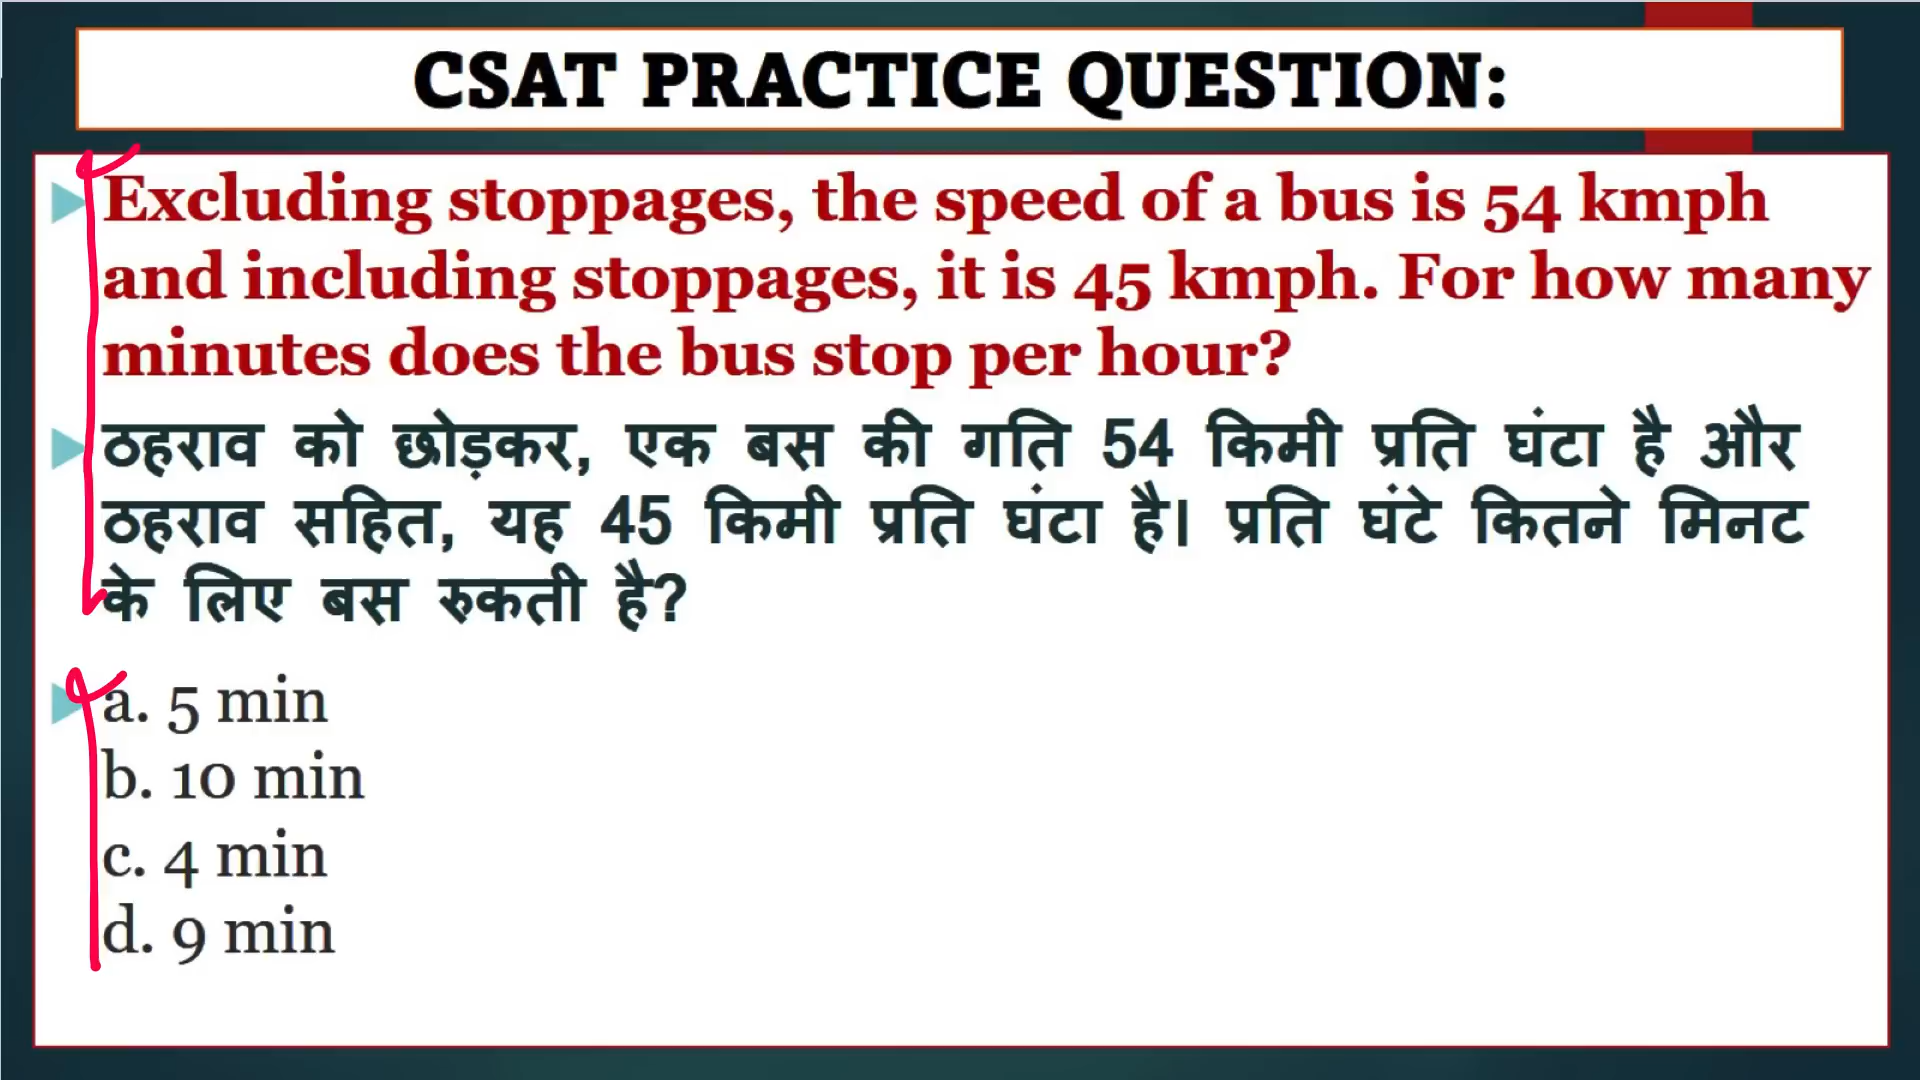 CSAT PRACTICE QUESTION:
Excluding stoppages, the speed of a bus is 54 kmph
and including stoppages, it is 45 kmph. For how many
minutes does the bus stop per hour?
ठहराव को छोड़कर, एक बस की गति 54 किमी प्रति घंटा है और
ठहराव सहित, यह 45 किमी प्रति घंटा है। प्रति घंटे कितने मिनट
के लिए बस रुकती है?
a. 5 min
b. 10 min
c. 4 min
d. 9 min